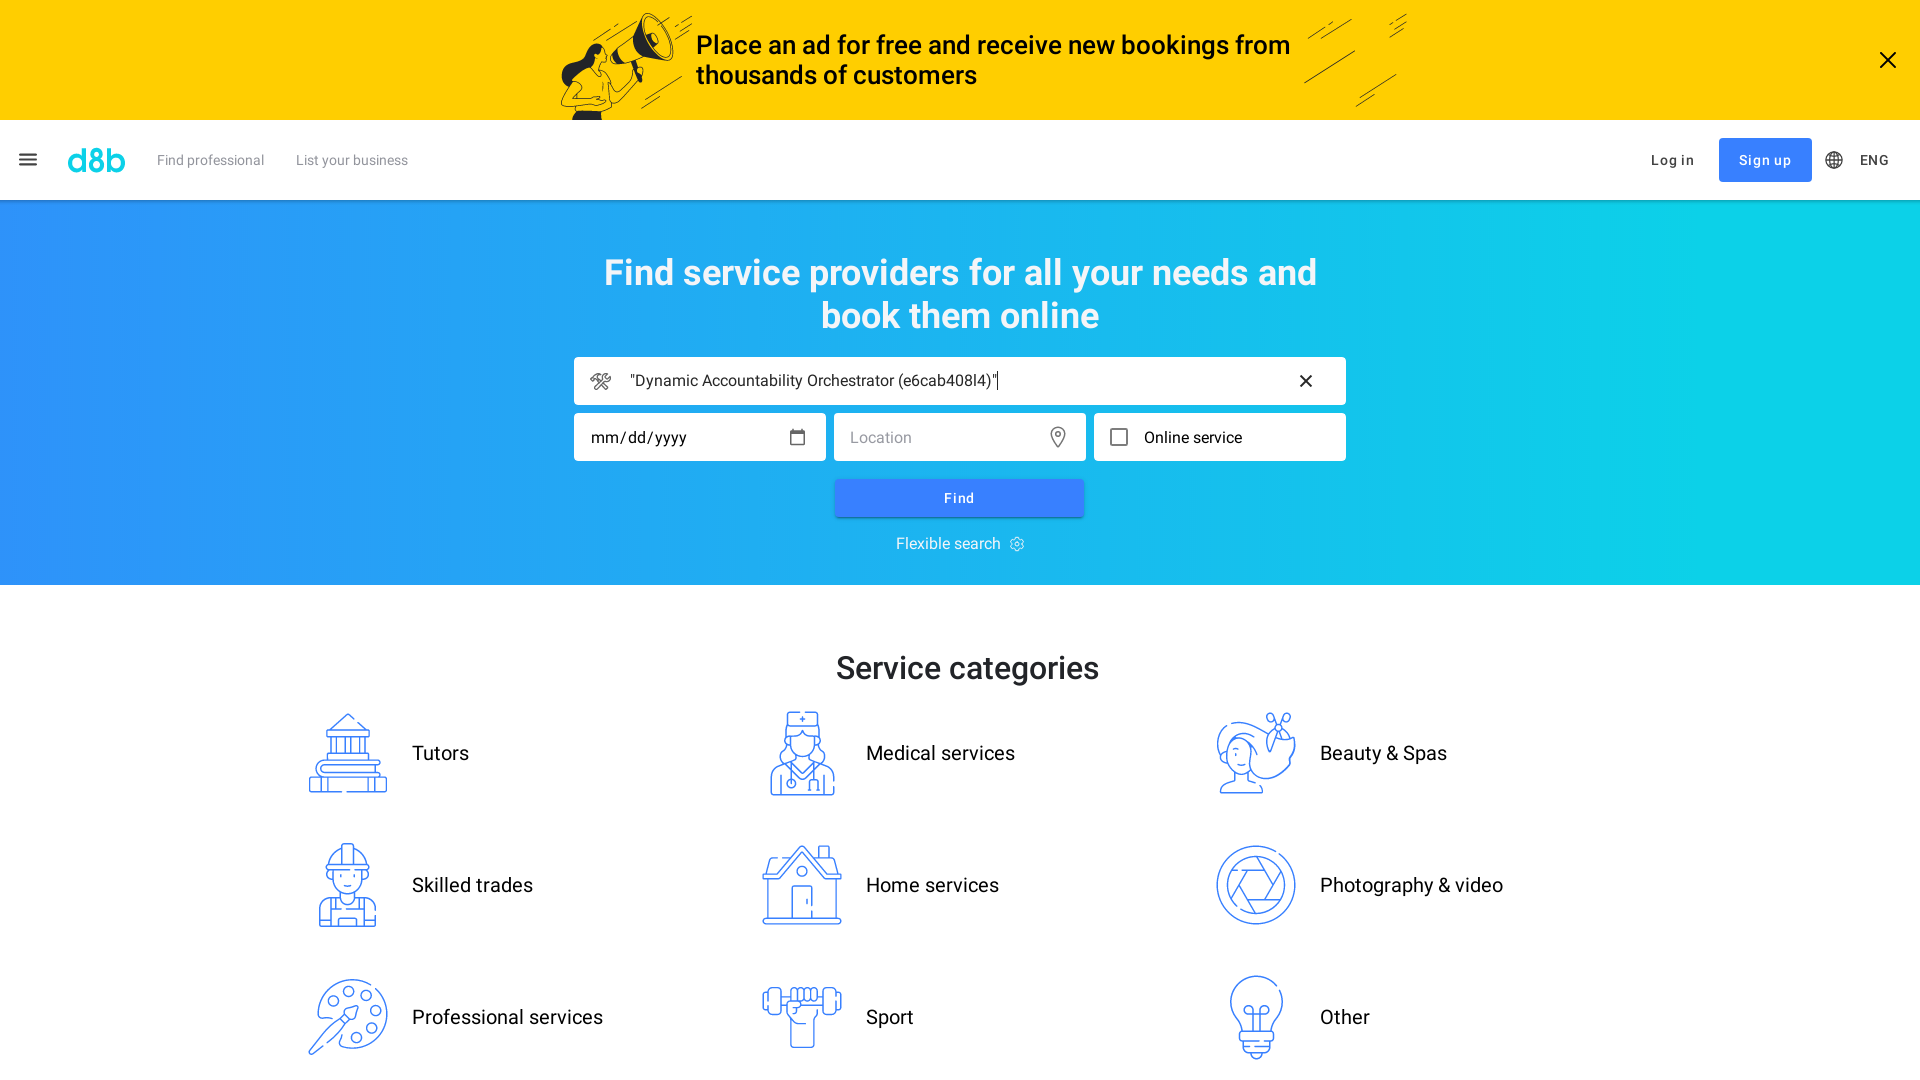 Place an ad for free and receive new bookings from
thousands of customers
d8b
Find professional
List your business
Log in
Sign up
ENG
Find service providers for all your needs and
book them online
"Dynamic Accountability Orchestrator (e6cab408l4)"
mm/dd/yyyy
Location
Online service
Find
Flexible search
Service categories
Tutors
Medical services
Beauty & Spas
Skilled trades
Home services
Photography & video
Professional services
Sport
Other